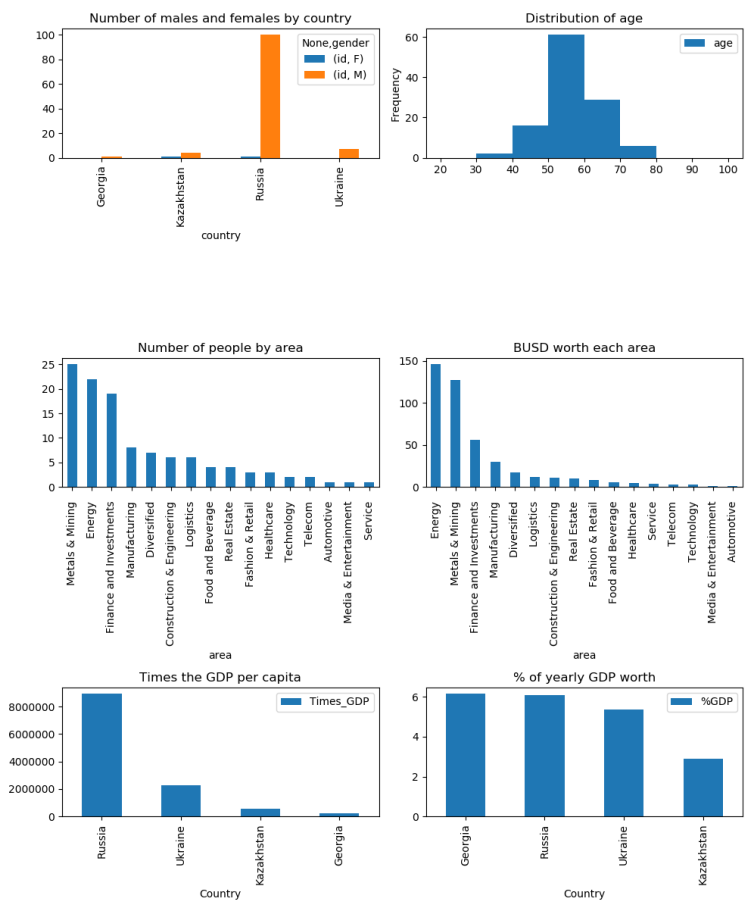 Number of males and females by country
None,gender
(id, F)
(id, M)
100
80
60
40
20
0
Georgia
Kazakhstan
Russia
Ukraine
country
Distribution of age
age
Frequency
60
40
20
0
20 30 40 50 60 70 80 90 100
Number of people by area
25
20
15
10
5
0
Metals & Mining
Energy
Finance and Investments
Manufacturing
Diversified
Construction & Engineering
Logistics
Food and Beverage
Real Estate
Fashion & Retail
Healthcare
Technology
Telecom
Automotive
Media & Entertainment
Service
area
BUSD worth each area
150
100
50
0
Energy
Metals & Mining
Finance and Investments
Manufacturing
Diversified
Logistics
Construction & Engineering
Real Estate
Fashion & Retail
Food and Beverage
Healthcare
Service
Telecom
Technology
Media & Entertainment
Automotive
area
Times the GDP per capita
Times_GDP
8000000
6000000
4000000
2000000
0
Russia
Ukraine
Kazakhstan
Georgia
Country
% of yearly GDP worth
%GDP
6
4
2
0
Georgia
Russia
Ukraine
Kazakhstan
Country